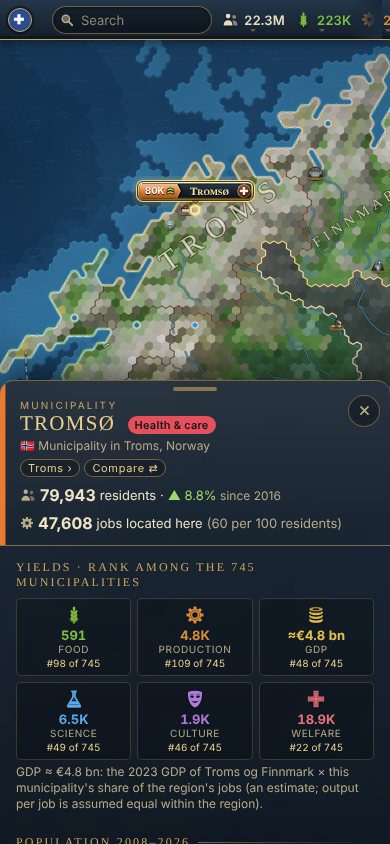 Search 22.3M 223K
80K TROMSØ
TROMS
FINNMAR
MUNICIPALITY
TROMSØ Health & care
Municipality in Troms, Norway
Troms › Compare ⇄
79,943 residents · ▲ 8.8% since 2016
47,608 jobs located here (60 per 100 residents)
YIELDS · RANK AMONG THE 745
MUNICIPALITIES
591 4.8K ≈€4.8 bn
FOOD PRODUCTION GDP
#98 of 745 #109 of 745 #48 of 745
6.5K 1.9K 18.9K
SCIENCE CULTURE WELFARE
#49 of 745 #46 of 745 #22 of 745
GDP ≈ €4.8 bn: the 2023 GDP of Troms og Finnmark × this
municipality's share of the region's jobs (an estimate; output
per job is assumed equal within the region).
POPULATION 2008–2026